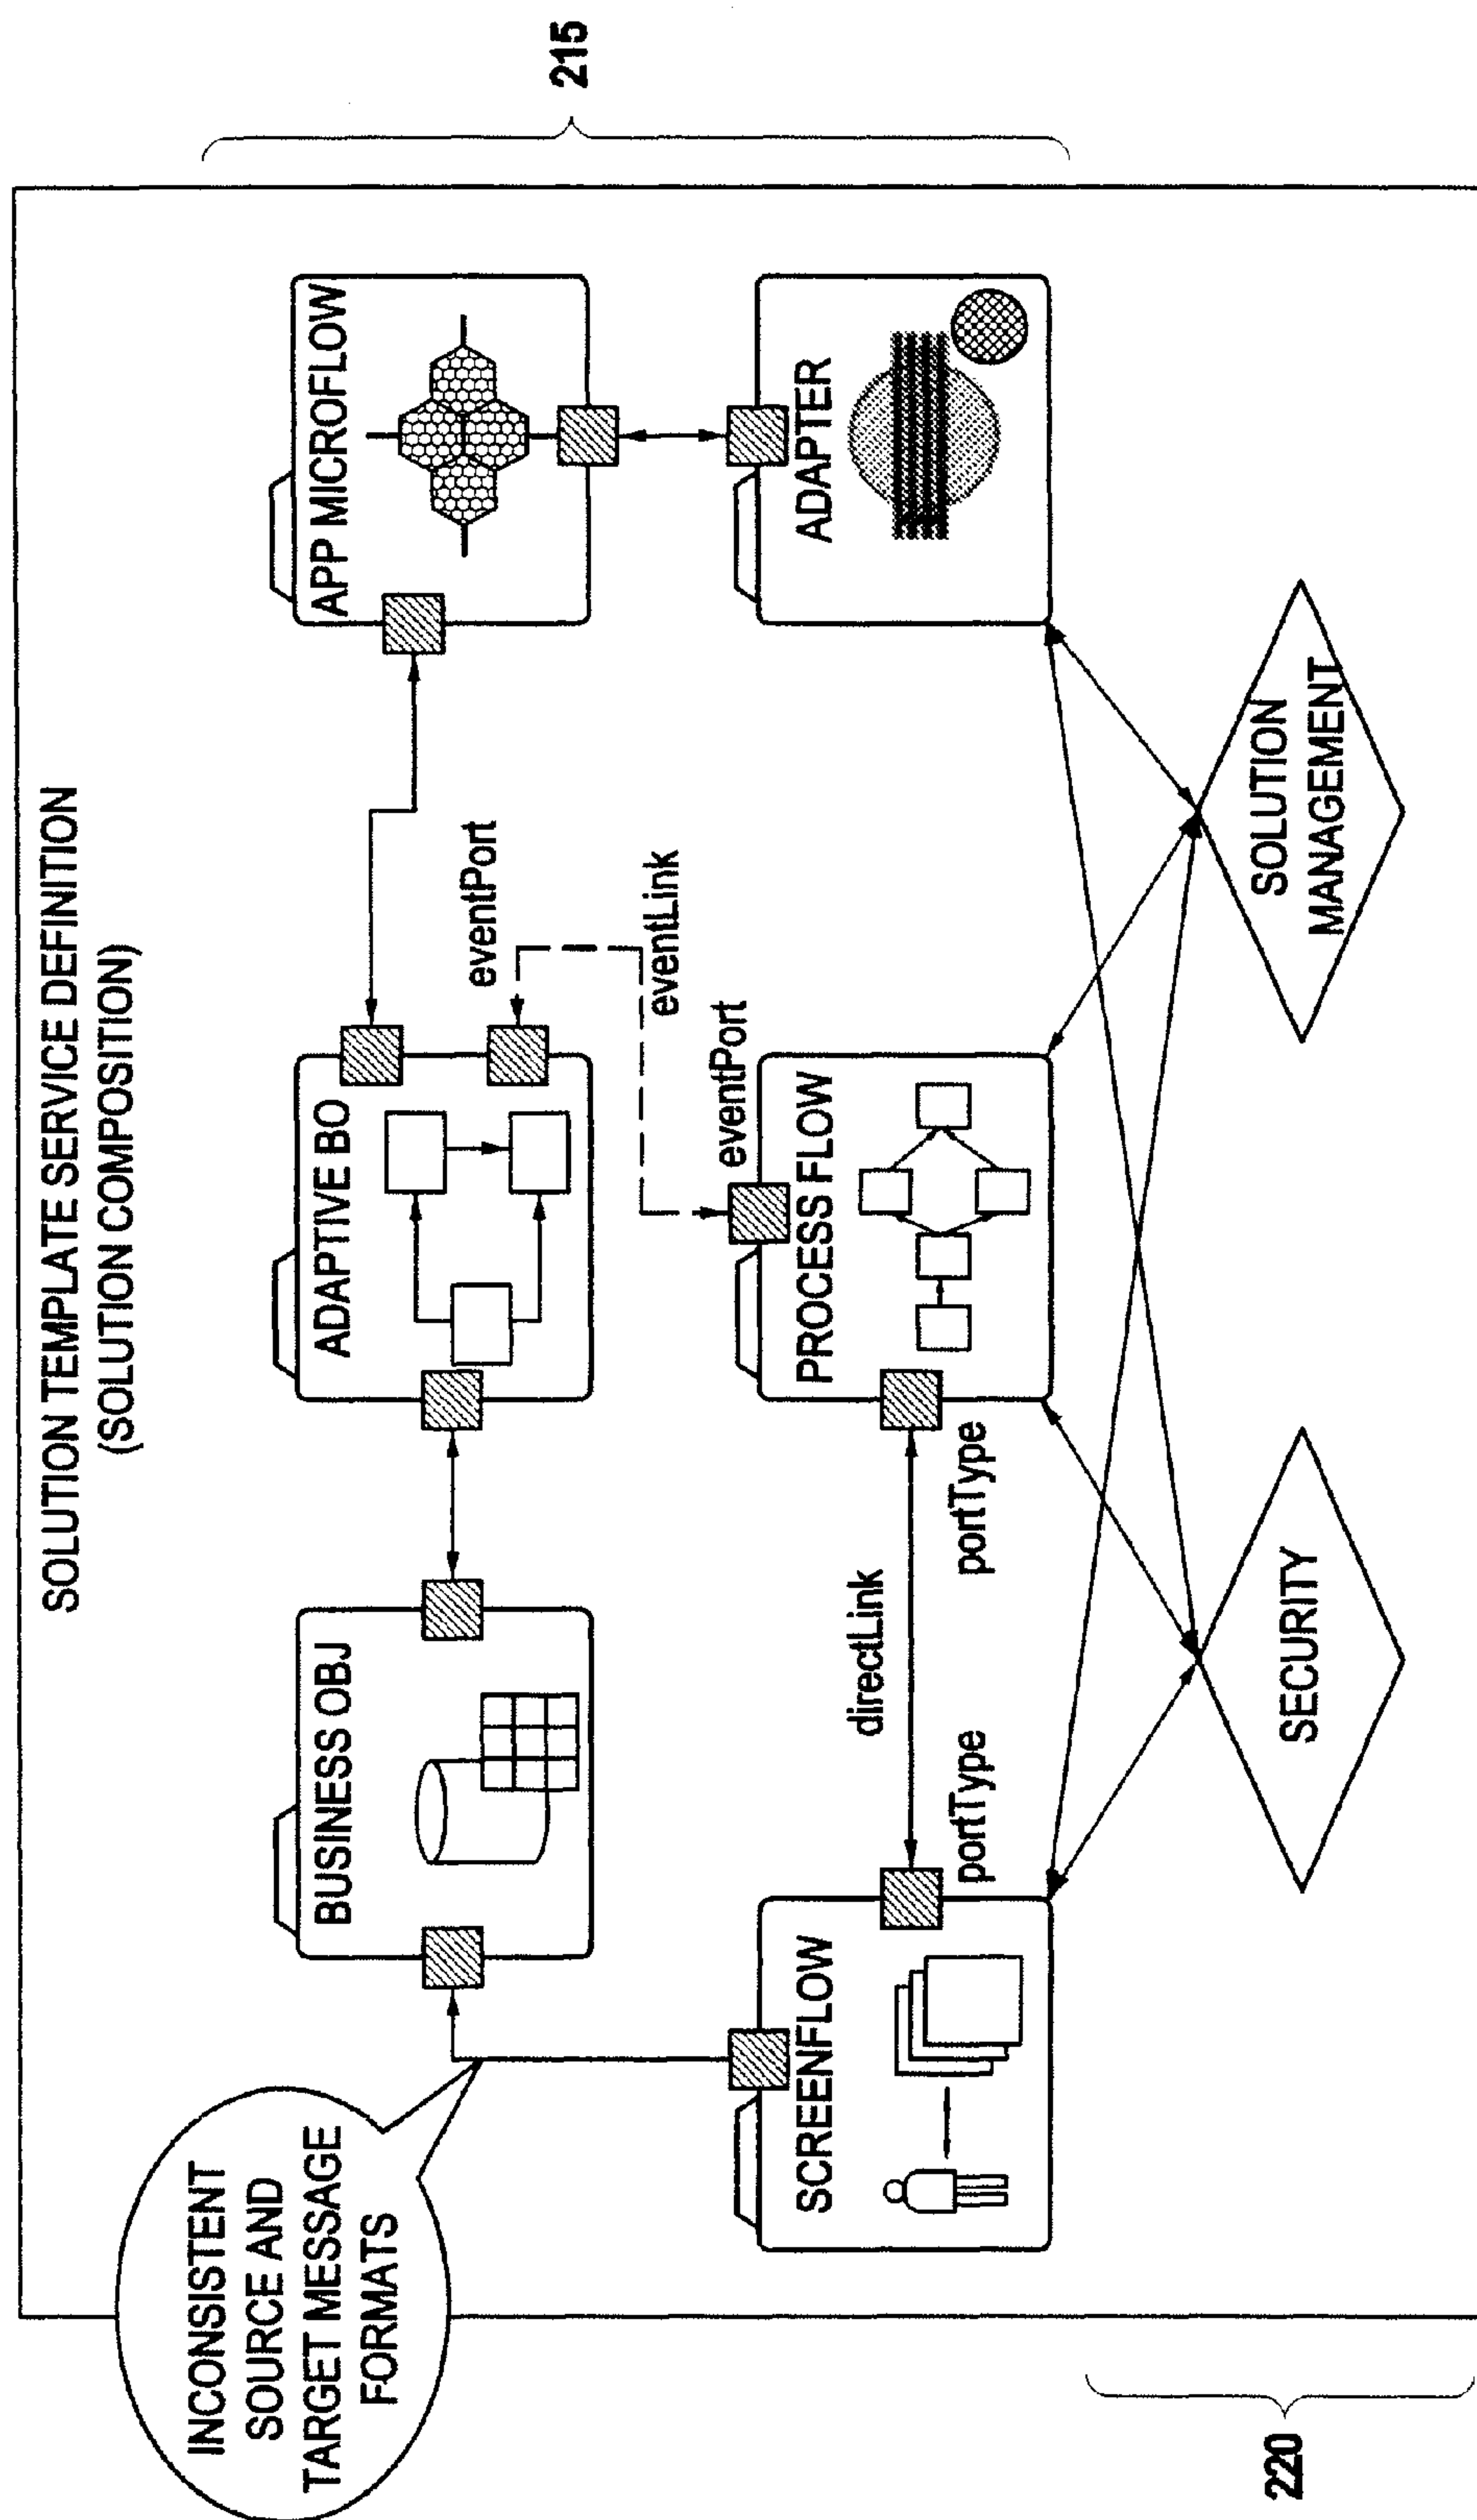 SOLUTION TEMPLATE SERVICE DEFINITION
(SOLUTION COMPOSITION)
INCONSISTENT
SOURCE AND
TARGET MESSAGE
FORMATS
BUSINESS OBJ
ADAPTIVE BO
APP MICROFLOW
eventPort
eventLink
eventPort
215
SCREENFLOW
directLink
portType
portType
PROCESS FLOW
ADAPTER
SECURITY
SOLUTION
MANAGEMENT
220